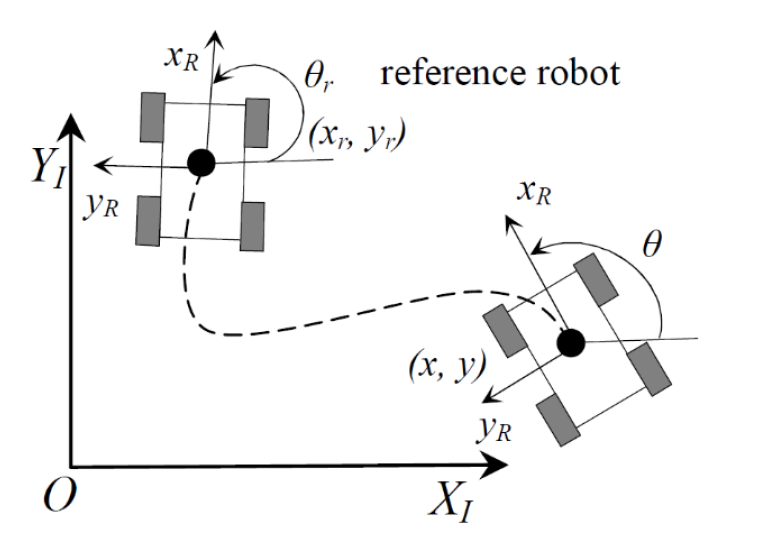 x_R
θ_r
reference robot
(x_r, y_r)
Y_I
y_R
x_R
θ
(x, y)
y_R
O
X_I